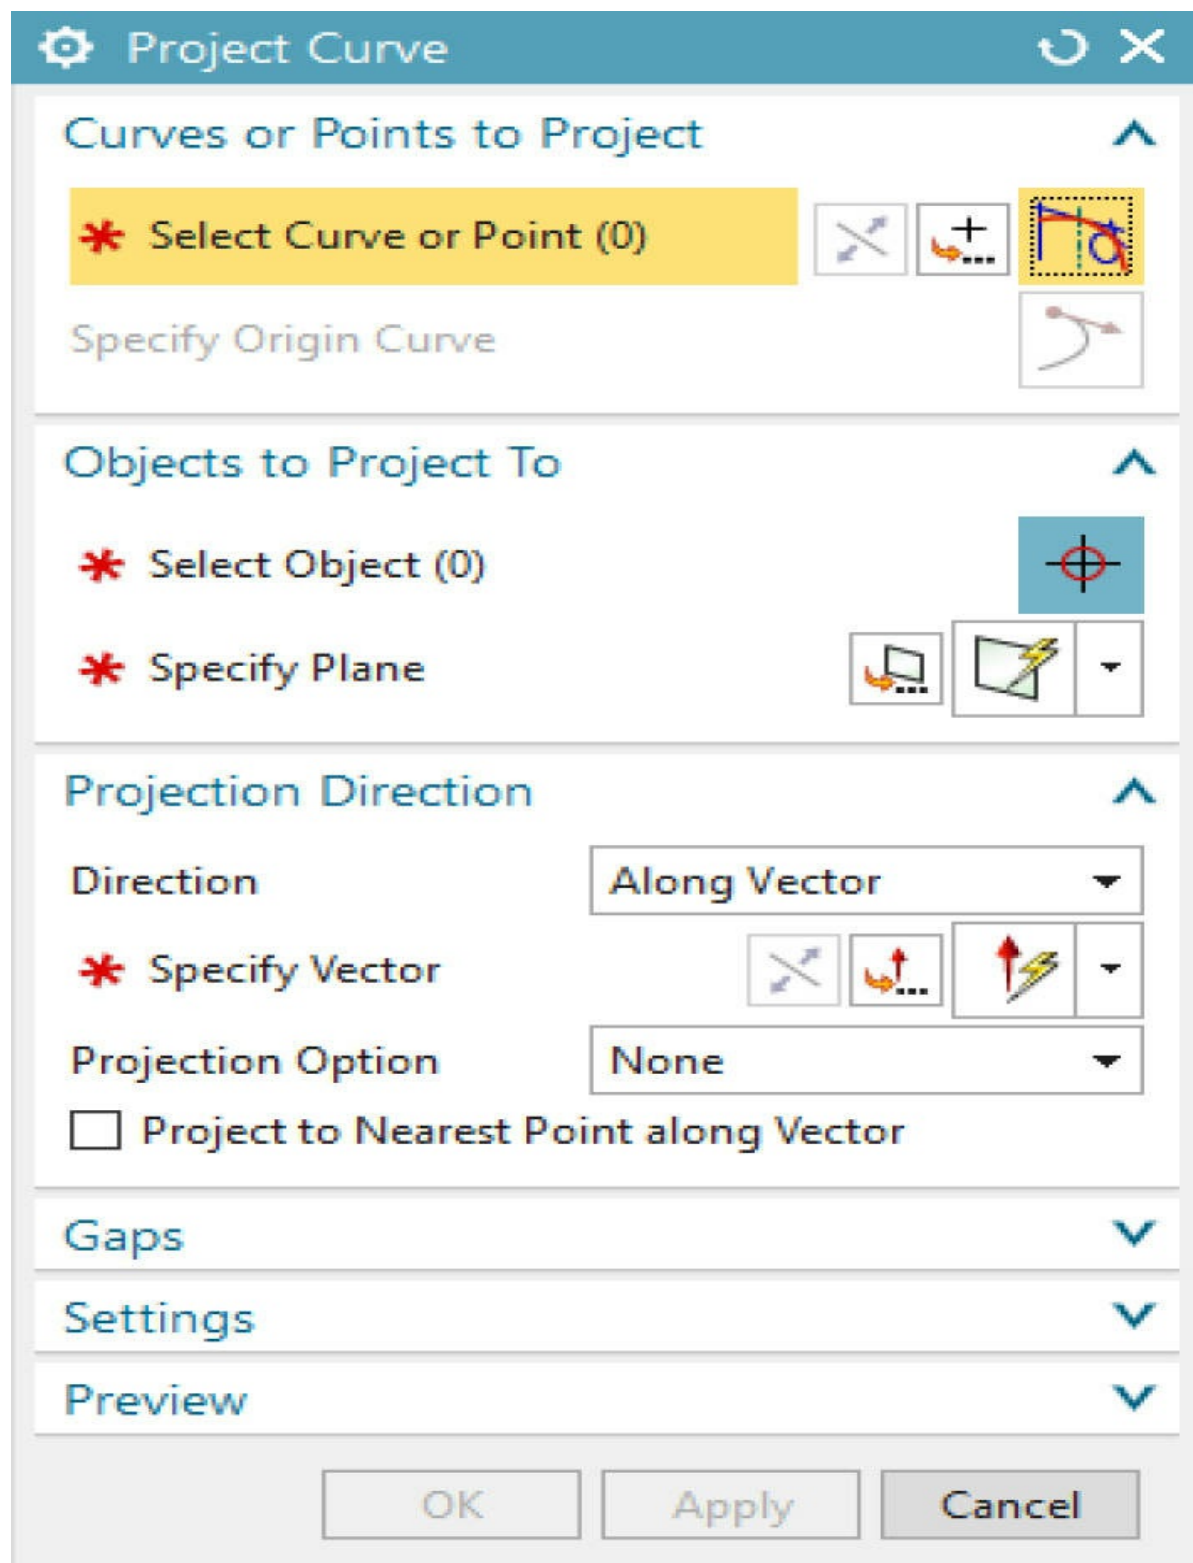 Project Curve
Curves or Points to Project
* Select Curve or Point (0)
Specify Origin Curve
Objects to Project To
* Select Object (0)
* Specify Plane
Projection Direction
Direction Along Vector
* Specify Vector
Projection Option None
Project to Nearest Point along Vector
Gaps
Settings
Preview
OK Apply Cancel